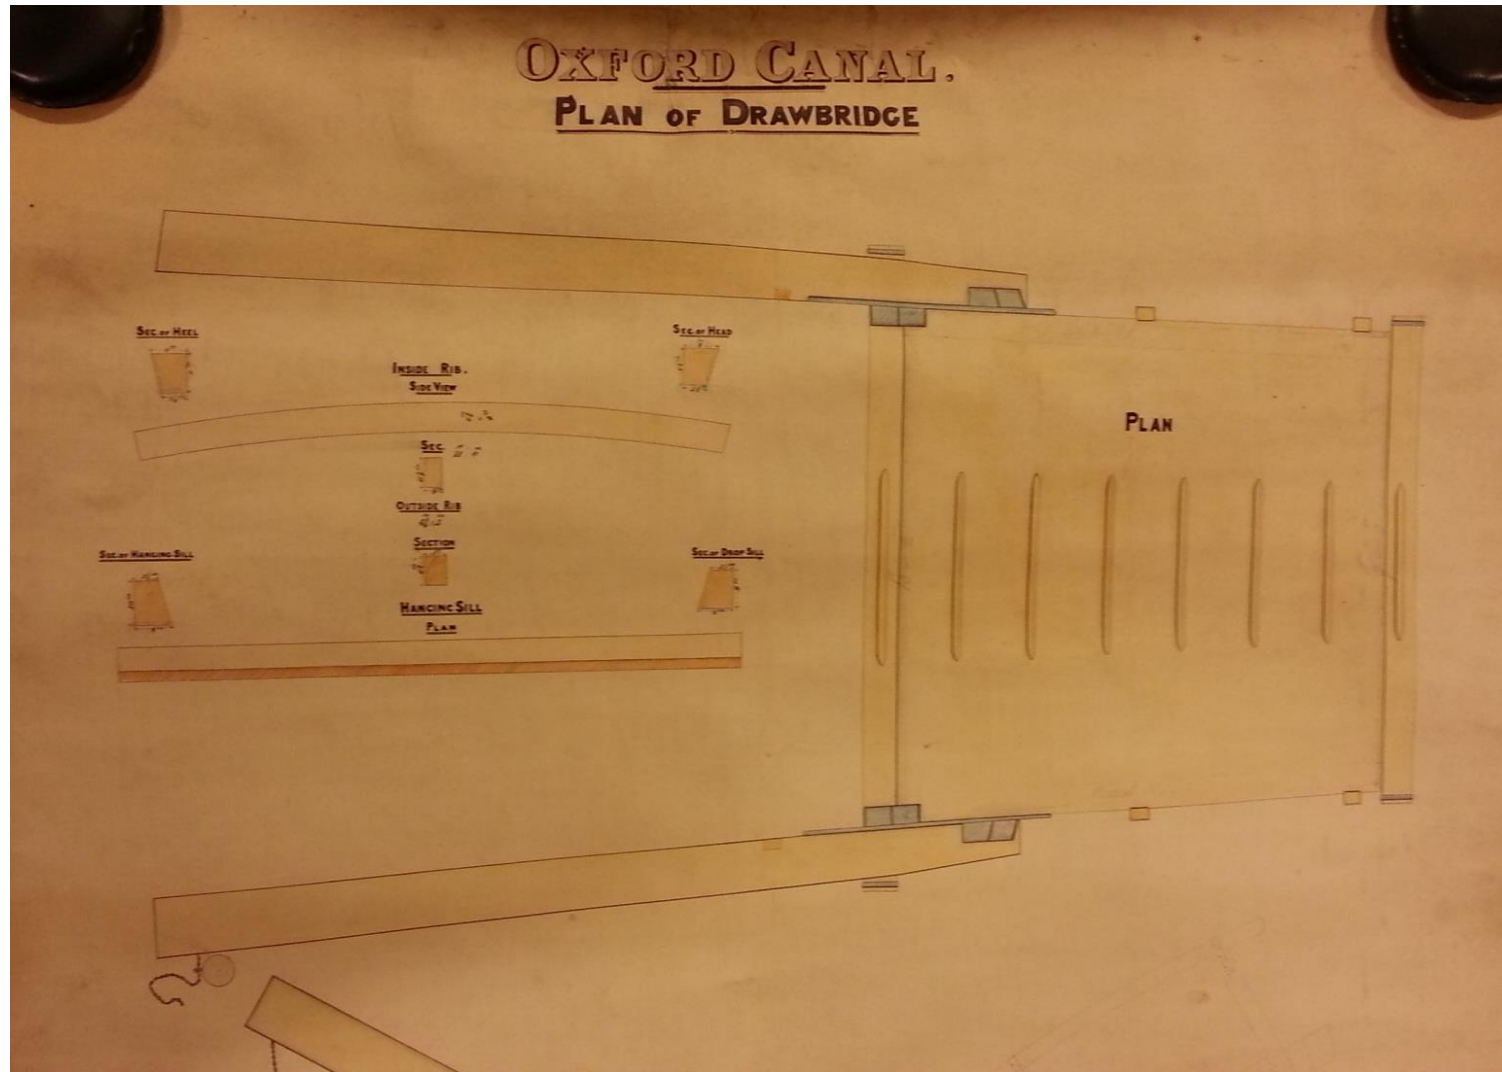 OXFORD CANAL.
PLAN OF DRAWBRIDGE
SEC. OF HEEL
SEC. OF HEAD
INSIDE RIB.
SIDE VIEW
PLAN
SEC.
OUTSIDE RIB
SECTION
SEC. OF HANGING SILL
SEC. OF DROP SILL
HANGING SILL
PLAN